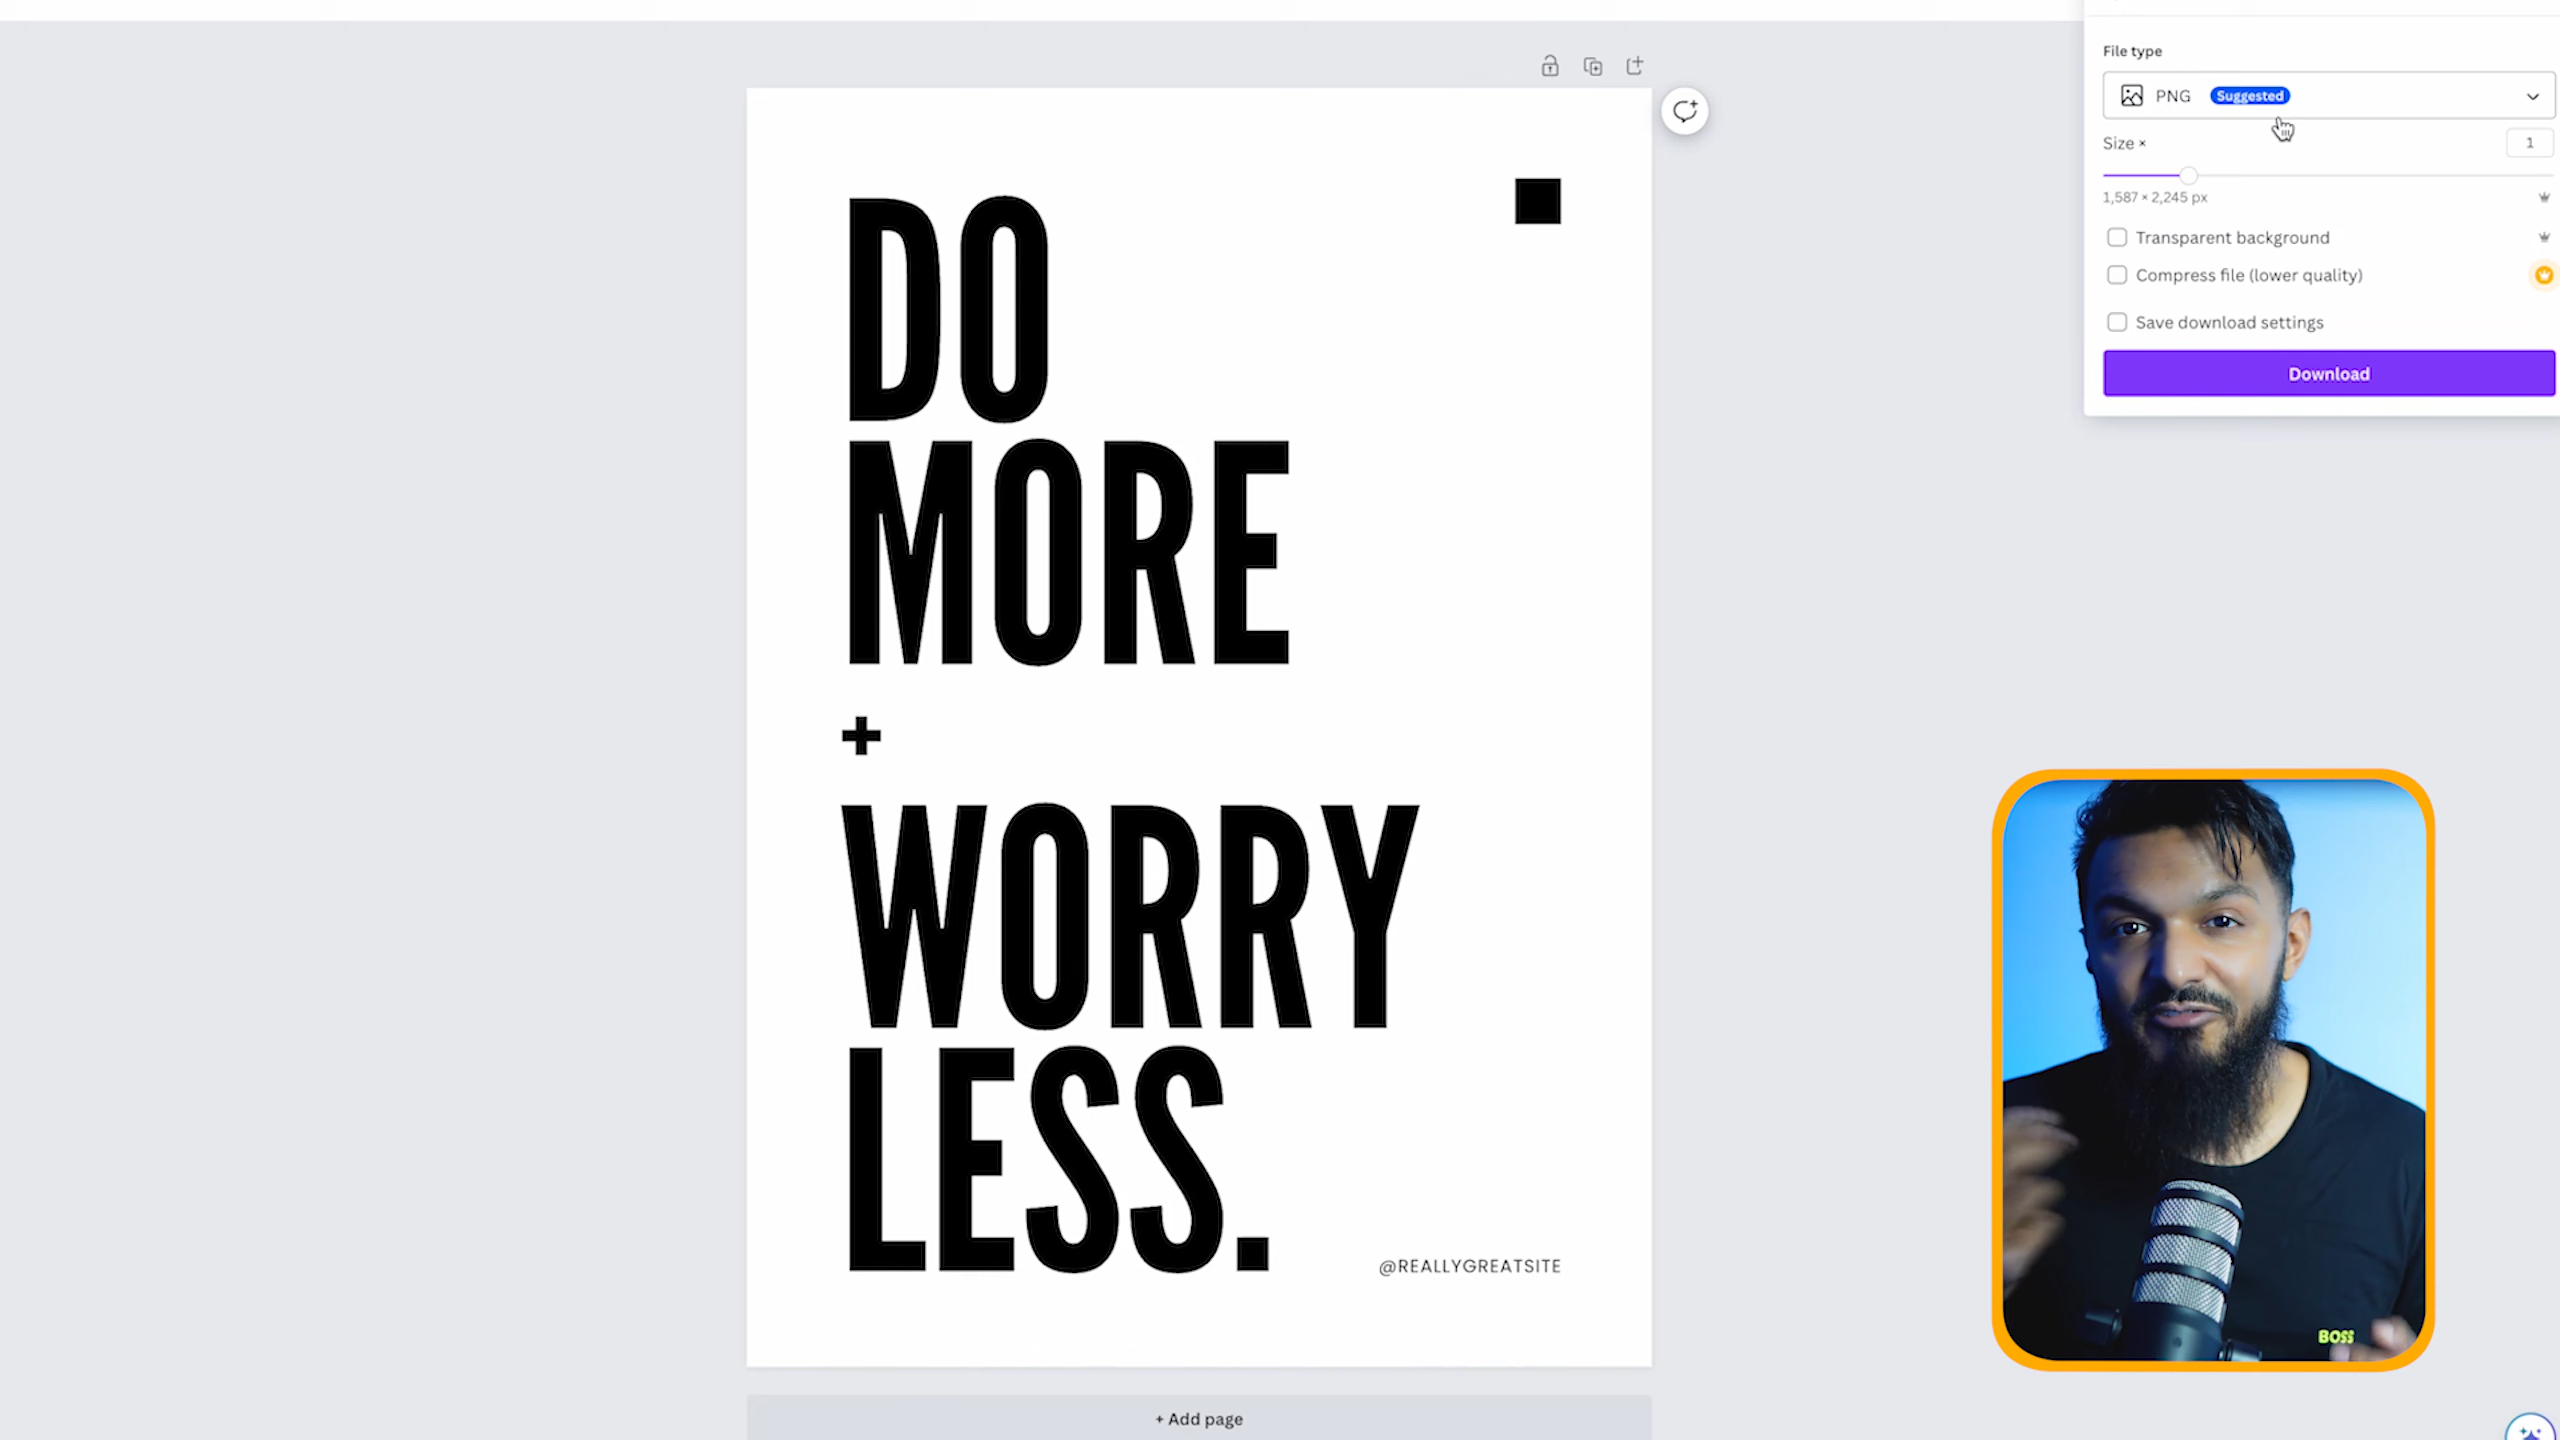 File type
PNG Suggested
Size ×
1
1,587 × 2,245 px
Transparent background
Compress file (lower quality)
Save download settings
Download
DO
MORE
+
WORRY
LESS.
@REALLYGREATSITE
BOSS
+ Add page